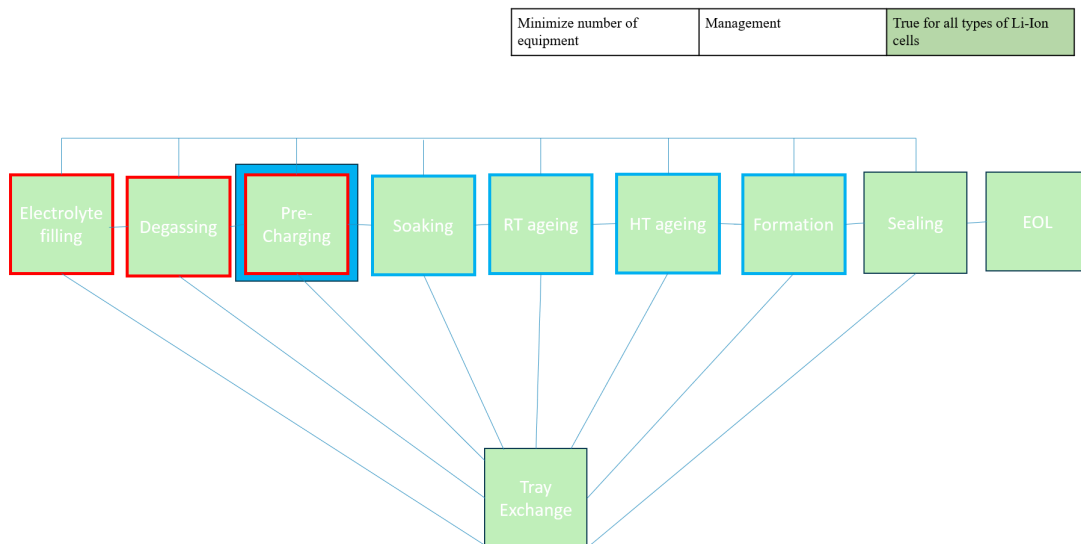 Minimize number of
equipment
Management
True for all types of Li-Ion
cells
Electrolyte
filling
Degassing
Pre-
Charging
Soaking
RT ageing
HT ageing
Formation
Sealing
EOL
Tray
Exchange